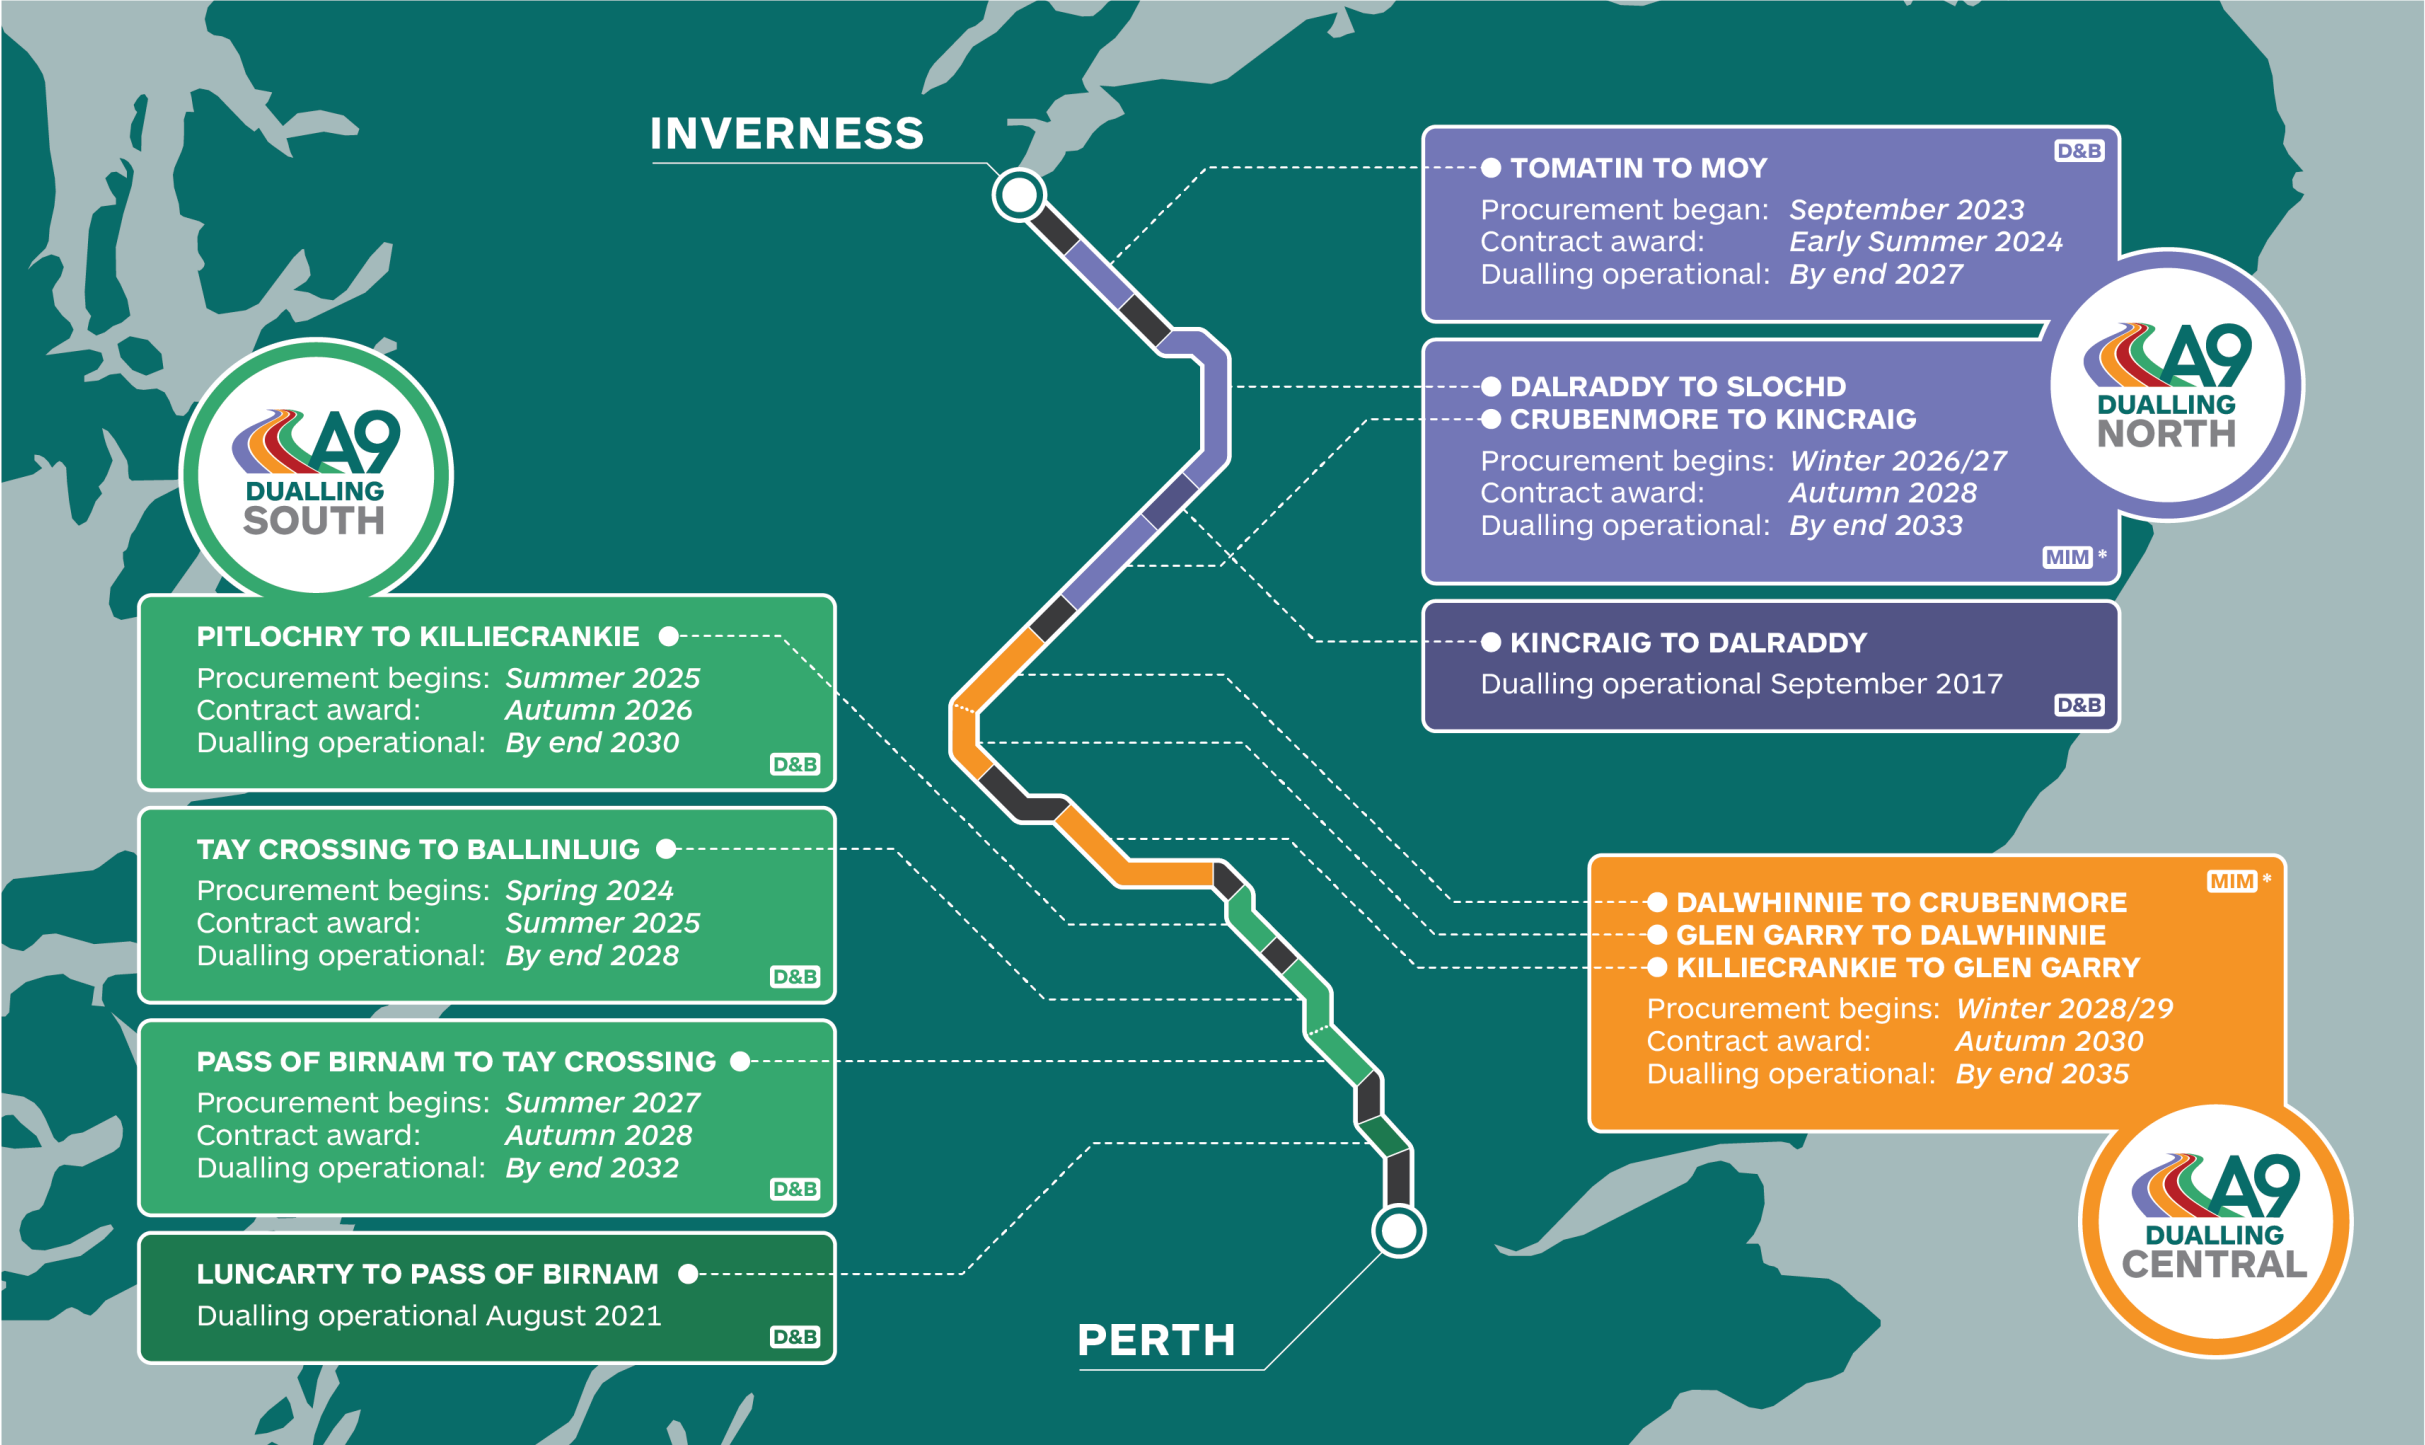 INVERNESS
D&B
TOMATIN TO MOY
Procurement began: September 2023
Contract award: Early Summer 2024
Dualling operational: By end 2027
A9
DUALLING
NORTH
DALRADDY TO SLOCHD
CRUBENMORE TO KINCRAIG
Procurement begins: Winter 2026/27
Contract award: Autumn 2028
Dualling operational: By end 2033
MIM *
KINCRAIG TO DALRADDY
Dualling operational September 2017
D&B
A9
DUALLING
SOUTH
PITLOCHRY TO KILLIECRANKIE
Procurement begins: Summer 2025
Contract award: Autumn 2026
Dualling operational: By end 2030
D&B
TAY CROSSING TO BALLINLUIG
Procurement begins: Spring 2024
Contract award: Summer 2025
Dualling operational: By end 2028
D&B
PASS OF BIRNAM TO TAY CROSSING
Procurement begins: Summer 2027
Contract award: Autumn 2028
Dualling operational: By end 2032
D&B
LUNCARTY TO PASS OF BIRNAM
Dualling operational August 2021
D&B
MIM *
DALWHINNIE TO CRUBENMORE
GLEN GARRY TO DALWHINNIE
KILLIECRANKIE TO GLEN GARRY
Procurement begins: Winter 2028/29
Contract award: Autumn 2030
Dualling operational: By end 2035
A9
DUALLING
CENTRAL
PERTH